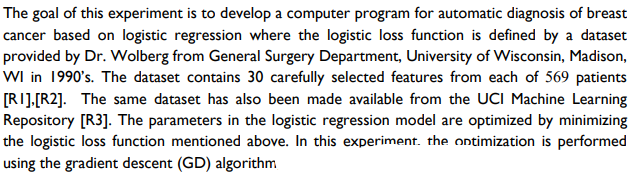 The goal of this experiment is to develop a computer program for automatic diagnosis of breast
cancer based on logistic regression where the logistic loss function is defined by a dataset
provided by Dr. Wolberg from General Surgery Department, University of Wisconsin, Madison,
WI in 1990's. The dataset contains 30 carefully selected features from each of 569 patients
[R1],[R2]. The same dataset has also been made available from the UCI Machine Learning
Repository [R3]. The parameters in the logistic regression model are optimized by minimizing
the logistic loss function mentioned above. In this experiment, the optimization is performed
using the gradient descent (GD) algorithm